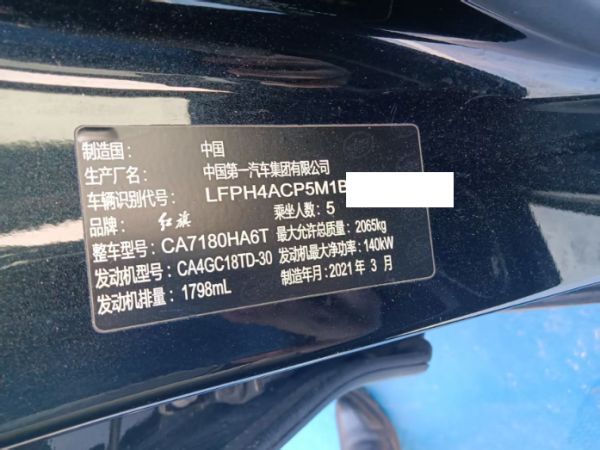 制造国： 中国
生产厂名： 中国第一汽车集团有限公司
车辆识别代号： LFPH4ACP5M1B
品牌： 红旗 乘坐人数：5
整车型号：CA7180HA6T 最大允许总质量：2065kg
发动机型号：CA4GC18TD-30 发动机最大净功率：140kW
发动机排量：1798mL 制造年月：2021年 3 月